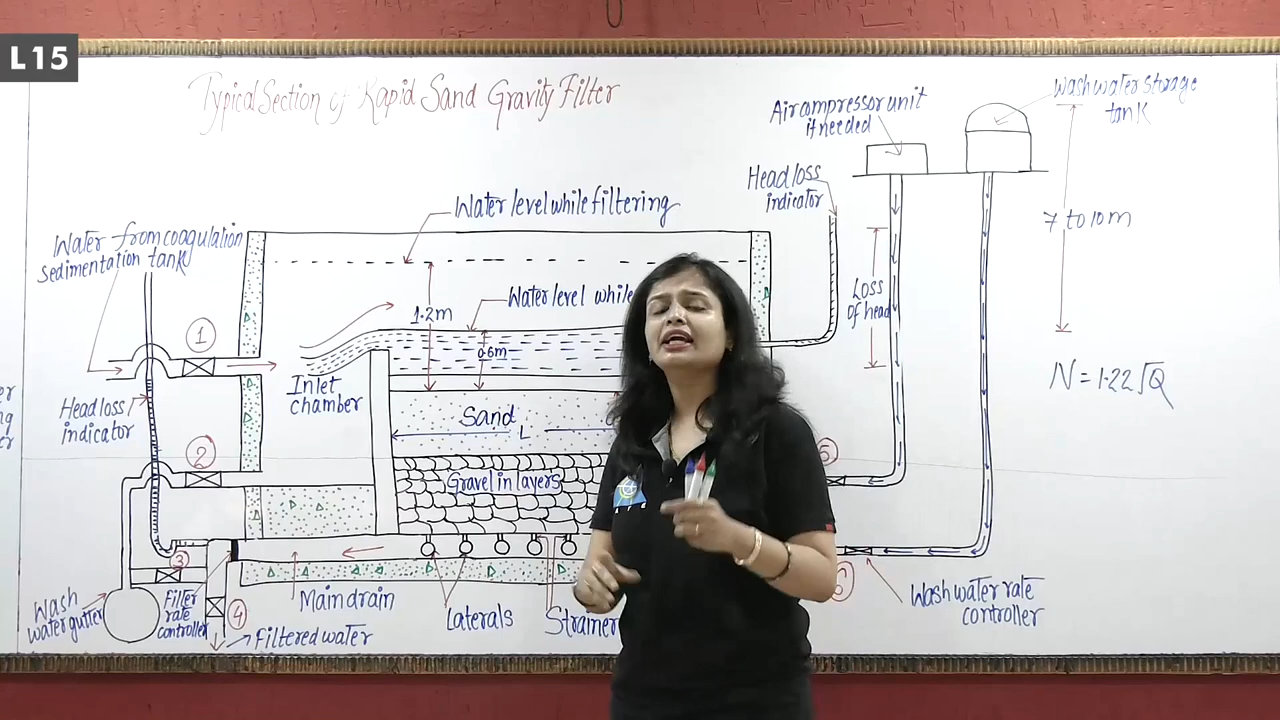 L15
Typical Section of Rapid Sand Gravity Filter
Air compressor unit
if needed
Wash water storage
tank
Head loss
indicator
Water level while filtering
Water from coagulation
sedimentation tank
7 to 10m
Water level while
1.2m
0.6m
Loss
of head
1
Inlet
chamber
N = 1.22√Q
Head loss
indicator
Sand
L
2
Gravel in layers
5
3
6
Wash
water gutter
Filter
rate
controller
4
Main drain
Laterals
Strainer
Wash water rate
controller
Filtered water